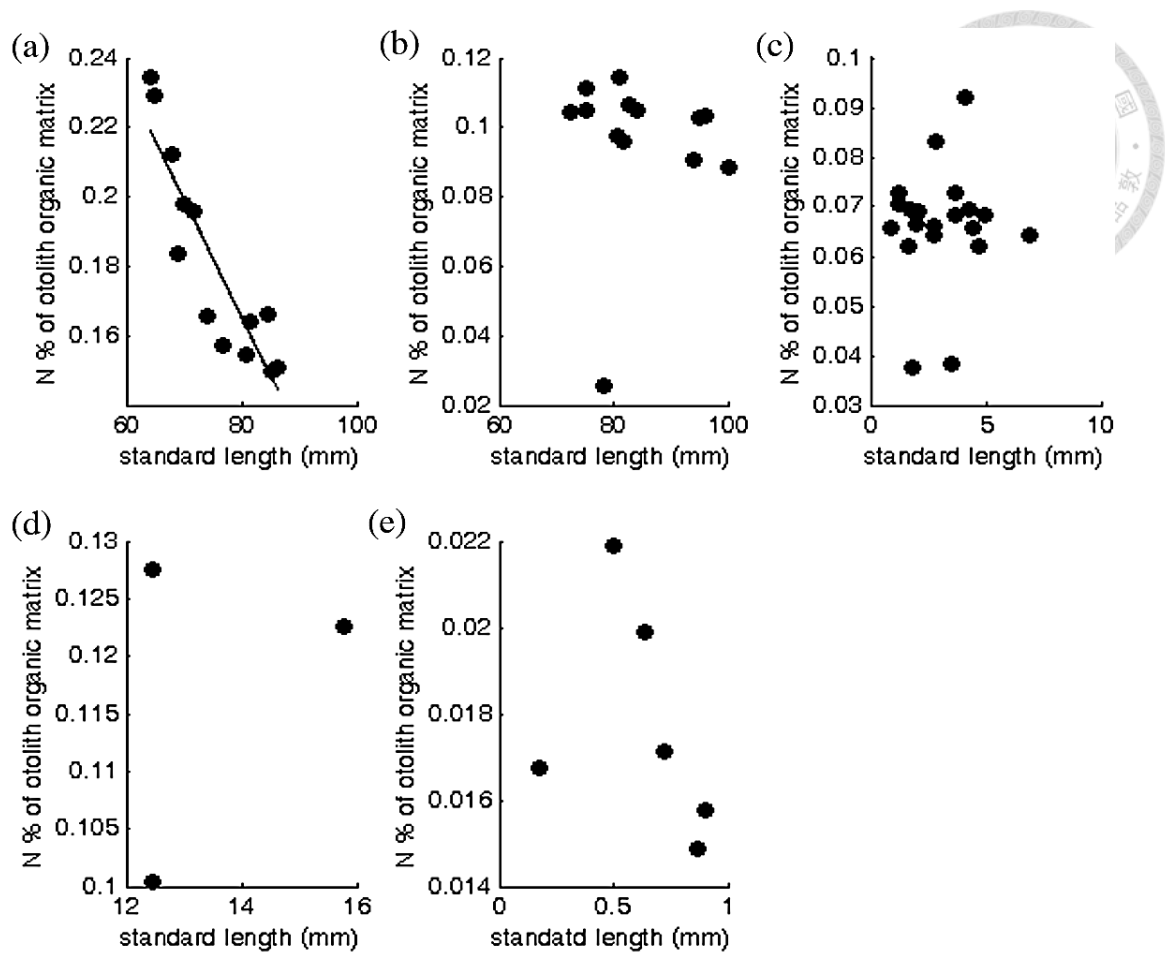 (a)
0.24
0.22
0.2
0.18
0.16
60 80 100
N % of otolith organic matrix
standard length (mm)
(b)
0.12
0.1
0.08
0.06
0.04
0.02
60 80 100
N % of otolith organic matrix
standard length (mm)
(c)
0.1
0.09
0.08
0.07
0.06
0.05
0.04
0.03
0 5 10
N % of otolith organic matrix
standard length (mm)
(d)
0.13
0.125
0.12
0.115
0.11
0.105
0.1
12 14 16
N % of otolith organic matrix
standard length (mm)
(e)
0.022
0.02
0.018
0.016
0.014
0 0.5 1
N % of otolith organic matrix
standatd length (mm)